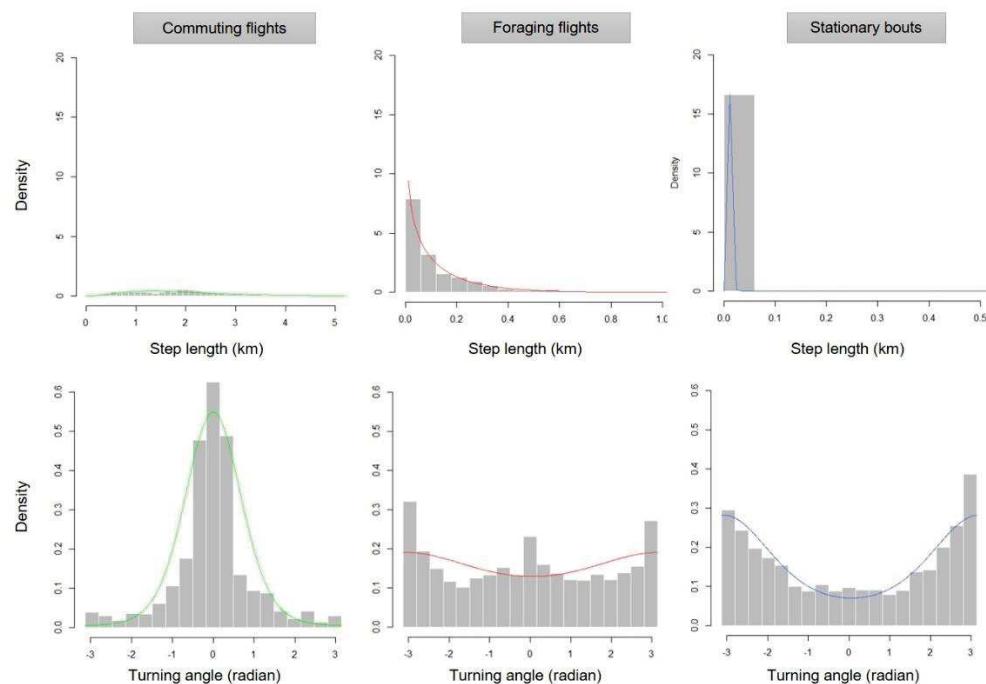 Commuting flights
Foraging flights
Stationary bouts
Density
20
15
10
5
0
0 1 2 3 4 5
Step length (km)
20
15
10
5
0
0.0 0.2 0.4 0.6 0.8 1.0
Step length (km)
Density
20
15
10
5
0
0.0 0.1 0.2 0.3 0.4 0.5
Step length (km)
Density
0.6
0.5
0.4
0.3
0.2
0.1
0.0
-3 -2 -1 0 1 2 3
Turning angle (radian)
0.6
0.5
0.4
0.3
0.2
0.1
0.0
-3 -2 -1 0 1 2 3
Turning angle (radian)
0.6
0.5
0.4
0.3
0.2
0.1
0.0
-3 -2 -1 0 1 2 3
Turning angle (radian)